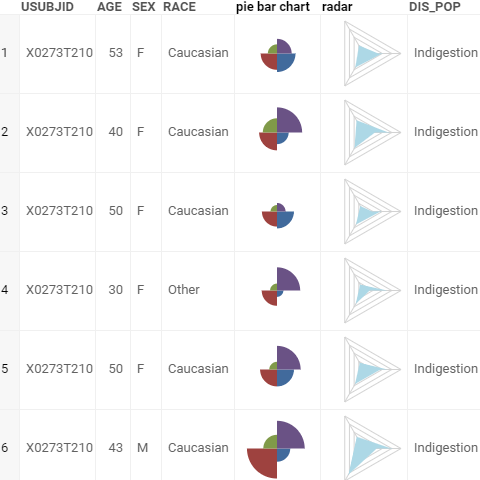 USUBJID AGE SEX RACE pie bar chart radar DIS_POP
1 X0273T210 53 F Caucasian Indigestion
2 X0273T210 40 F Caucasian Indigestion
3 X0273T210 50 F Caucasian Indigestion
4 X0273T210 30 F Other Indigestion
5 X0273T210 50 F Caucasian Indigestion
6 X0273T210 43 M Caucasian Indigestion